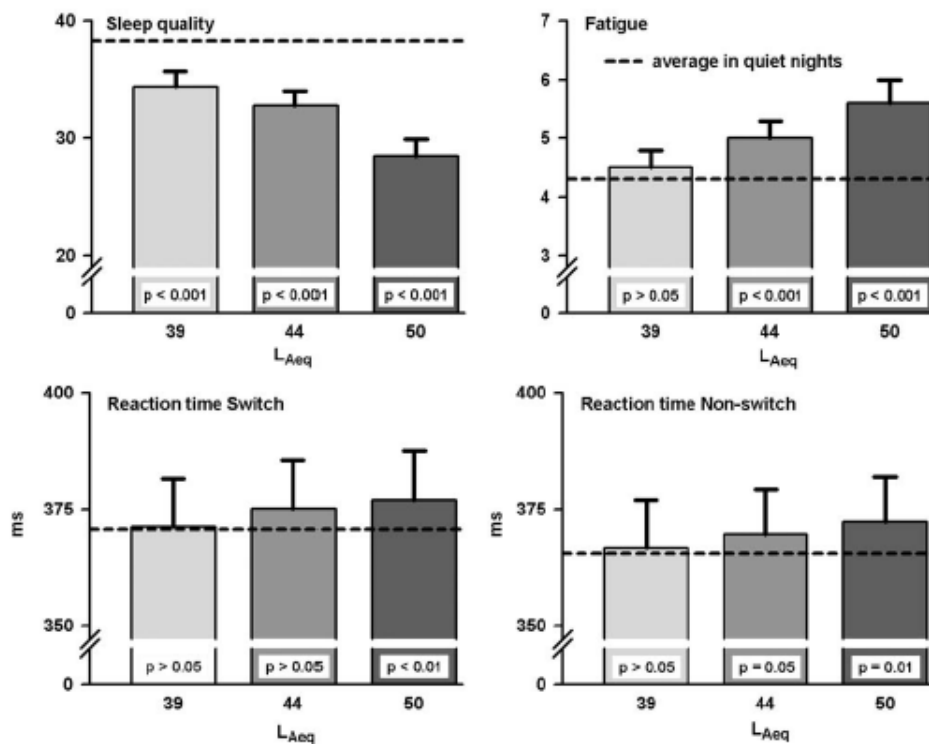 Sleep quality
40
30
20
0
p < 0.001
p < 0.001
p < 0.001
39
44
50
LAeq
Fatigue
average in quiet nights
7
6
5
4
3
0
p > 0.05
p < 0.001
p < 0.001
39
44
50
LAeq
Reaction time Switch
400
375
350
0
ms
p > 0.05
p > 0.05
p < 0.01
39
44
50
LAeq
Reaction time Non-switch
400
375
350
0
ms
p > 0.05
p = 0.05
p = 0.01
39
44
50
LAeq